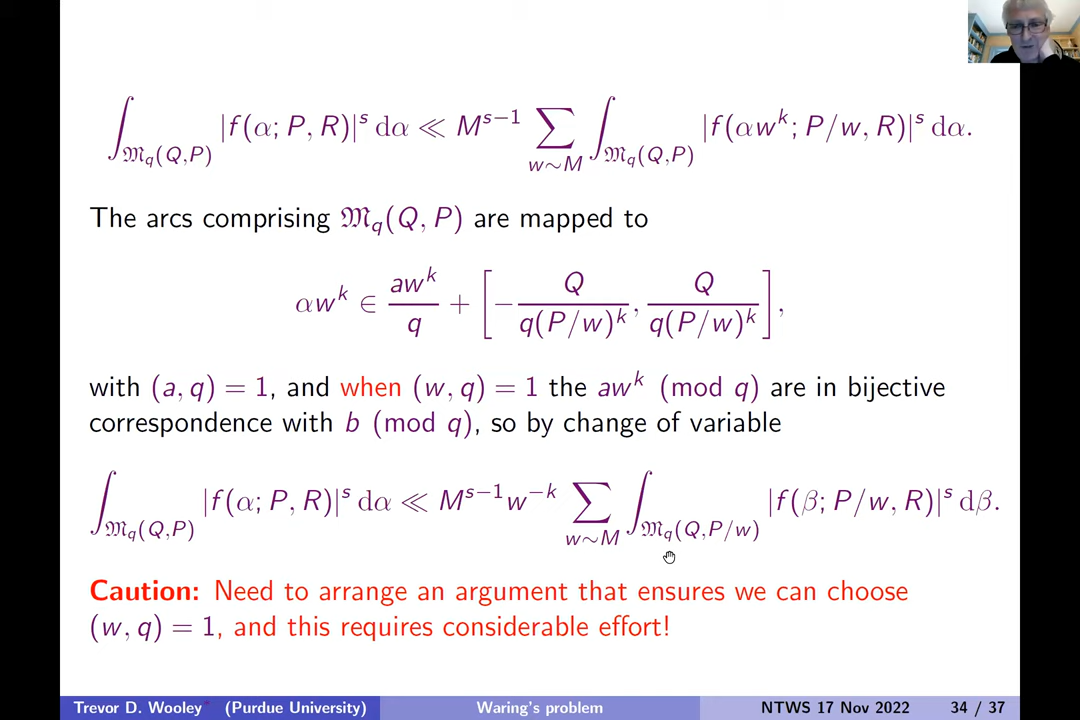 ∫_{𝔐_q(Q,P)} |f(α; P, R)|^s dα ≪ M^{s−1} ∑_{w∼M} ∫_{𝔐_q(Q,P)} |f(αw^k; P/w, R)|^s dα.
The arcs comprising 𝔐_q(Q, P) are mapped to
αw^k ∈ aw^k/q + [−Q/(q(P/w)^k), Q/(q(P/w)^k)],
with (a, q) = 1, and when (w, q) = 1 the aw^k (mod q) are in bijective
correspondence with b (mod q), so by change of variable
∫_{𝔐_q(Q,P)} |f(α; P, R)|^s dα ≪ M^{s−1}w^{−k} ∑_{w∼M} ∫_{𝔐_q(Q,P/w)} |f(β; P/w, R)|^s dβ.
Caution: Need to arrange an argument that ensures we can choose
(w, q) = 1, and this requires considerable effort!
Trevor D. Wooley* (Purdue University) Waring's problem NTWS 17 Nov 2022 34 / 37